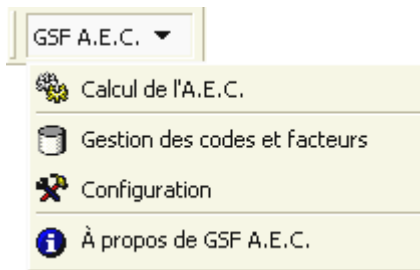 GSF A.E.C.
Calcul de l'A.E.C.
Gestion des codes et facteurs
Configuration
À propos de GSF A.E.C.